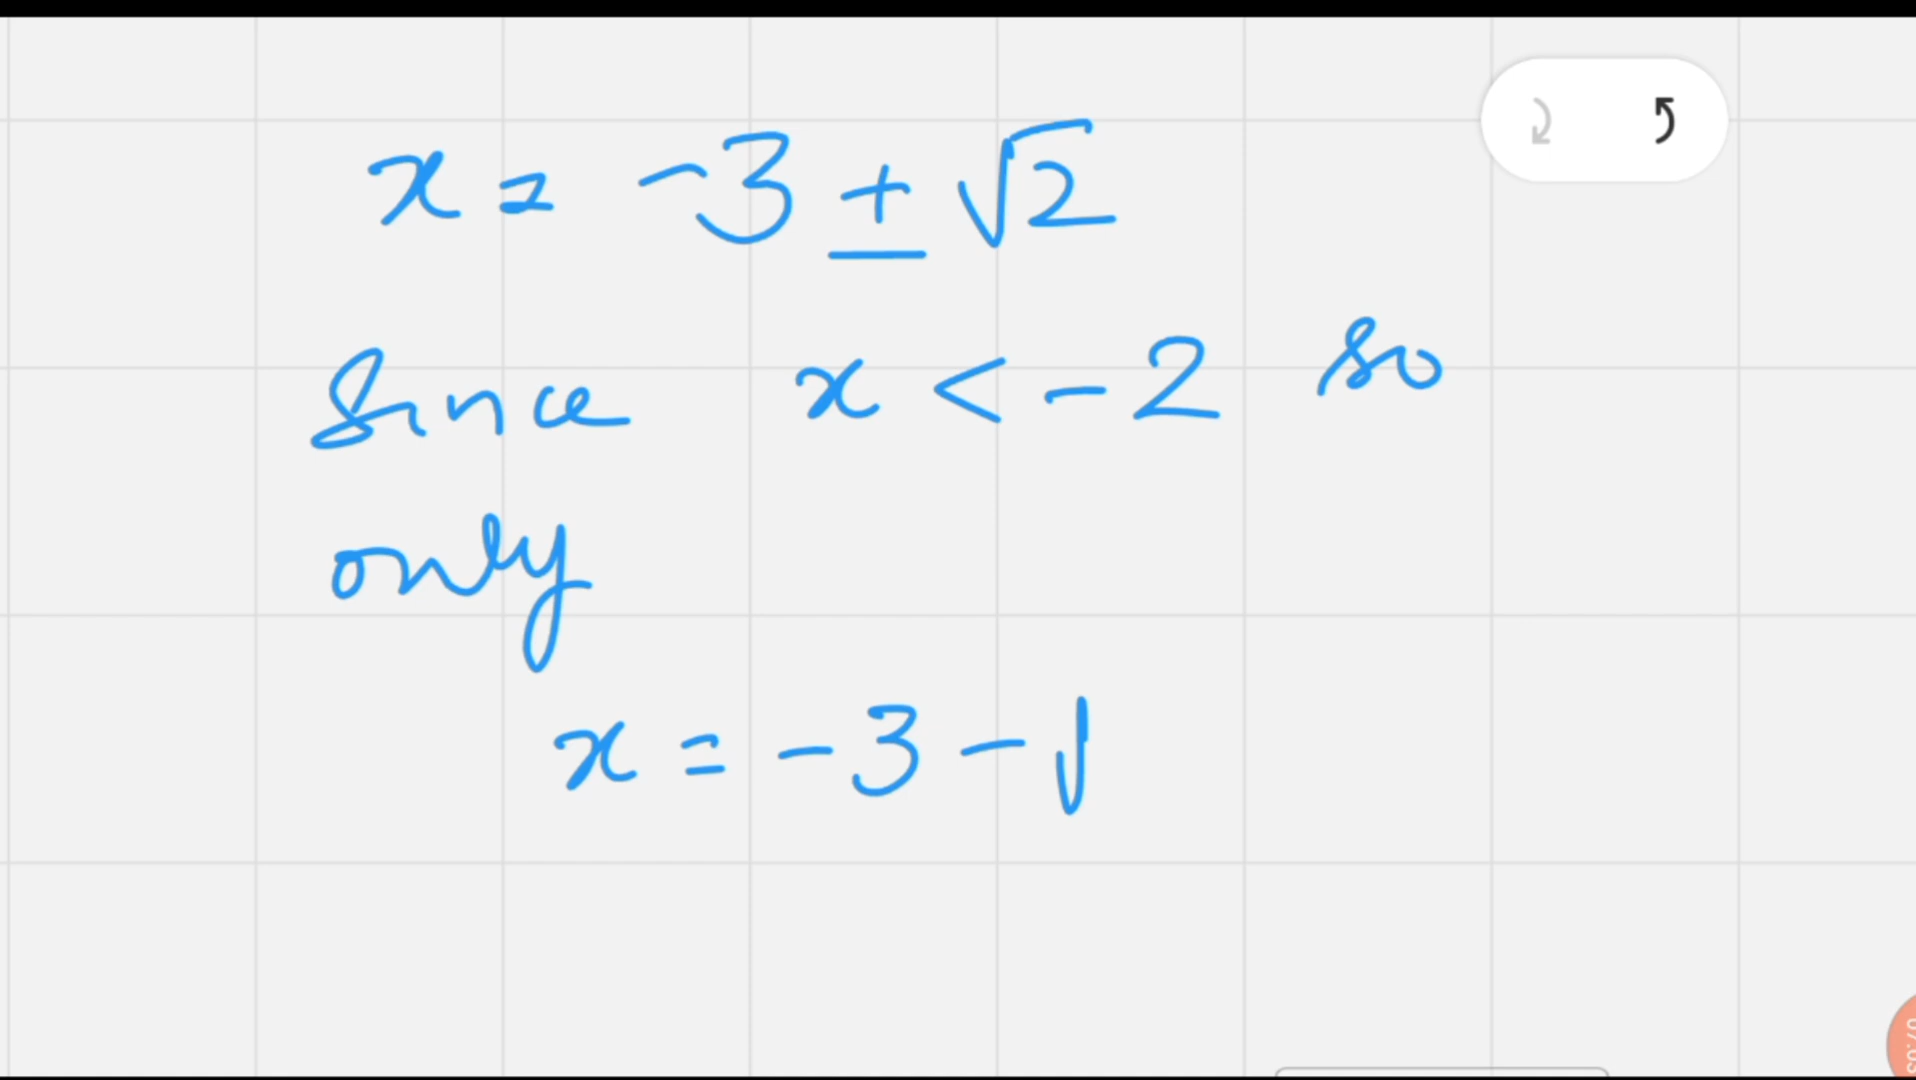 x = -3 ± √2
Since x < -2 so
only
x = -3 - √